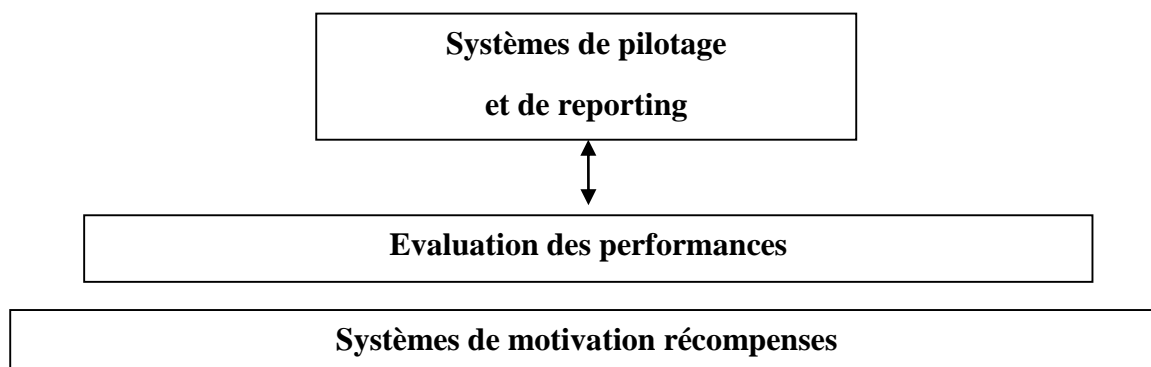 Systèmes de pilotage
et de reporting
Evaluation des performances
Systèmes de motivation récompenses